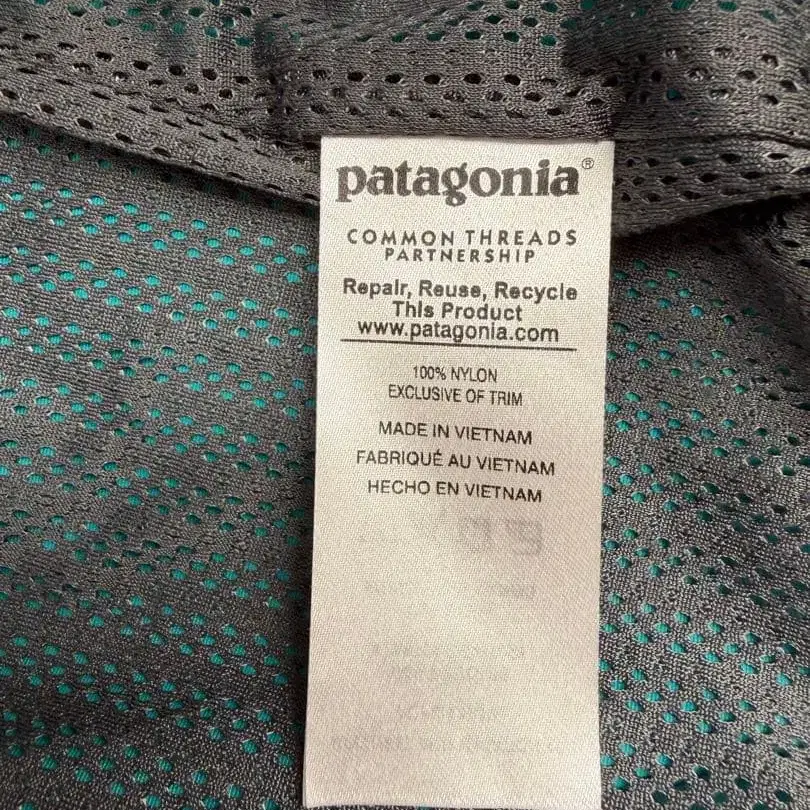 patagonia®
COMMON THREADS
PARTNERSHIP
Repair, Reuse, Recycle
This Product
www.patagonia.com
100% NYLON
EXCLUSIVE OF TRIM
MADE IN VIETNAM
FABRIQUÉ AU VIETNAM
HECHO EN VIETNAM